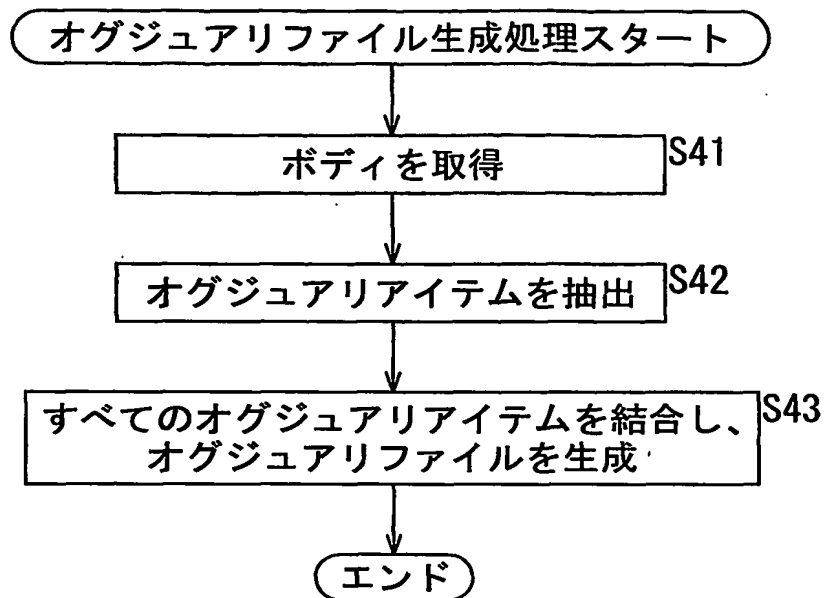 オグジュアリファイル生成処理スタート
ボディを取得
S41
オグジュアリアイテムを抽出
S42
すべてのオグジュアリアイテムを結合し、
オグジュアリファイルを生成
S43
エンド